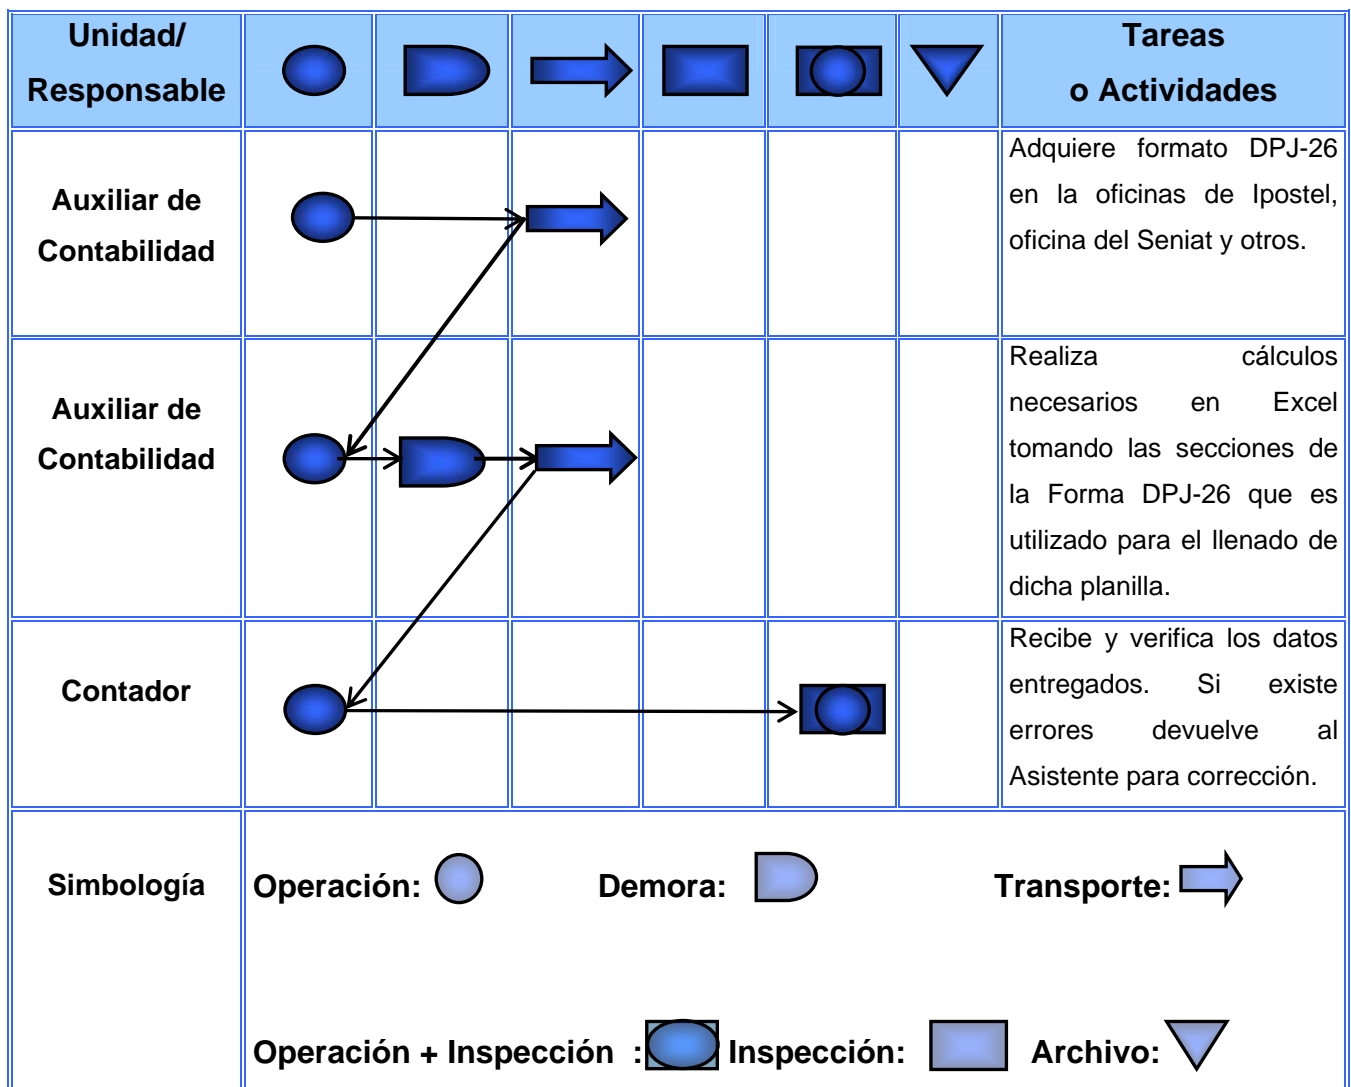 Unidad/
Responsable
Tareas
o Actividades
Auxiliar de
Contabilidad
Adquiere formato DPJ-26
en la oficinas de Ipostel,
oficina del Seniat y otros.
Auxiliar de
Contabilidad
Realiza cálculos
necesarios en Excel
tomando las secciones de
la Forma DPJ-26 que es
utilizado para el llenado de
dicha planilla.
Contador
Recibe y verifica los datos
entregados. Si existe
errores devuelve al
Asistente para corrección.
Simbología
Operación: Demora: Transporte:
Operación + Inspección : Inspección: Archivo: